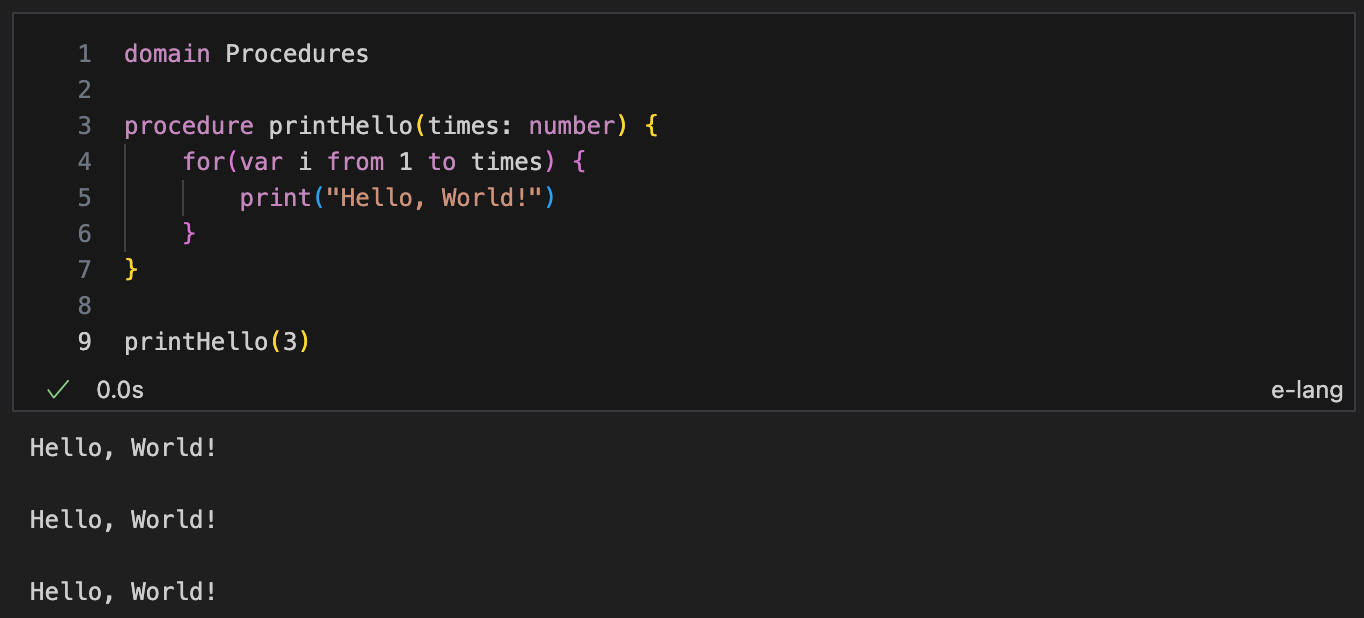 1 domain Procedures
2
3 procedure printHello(times: number) {
4     for(var i from 1 to times) {
5         print("Hello, World!")
6     }
7 }
8
9 printHello(3)
0.0s e-lang
Hello, World!
Hello, World!
Hello, World!